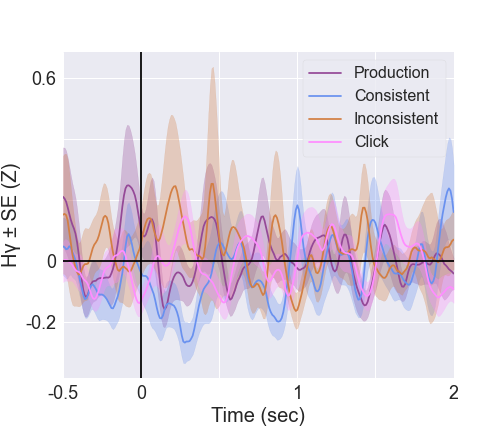 Production
Consistent
Inconsistent
Click
Hγ ± SE (Z)
0.6
0
-0.2
-0.5
0
1
2
Time (sec)